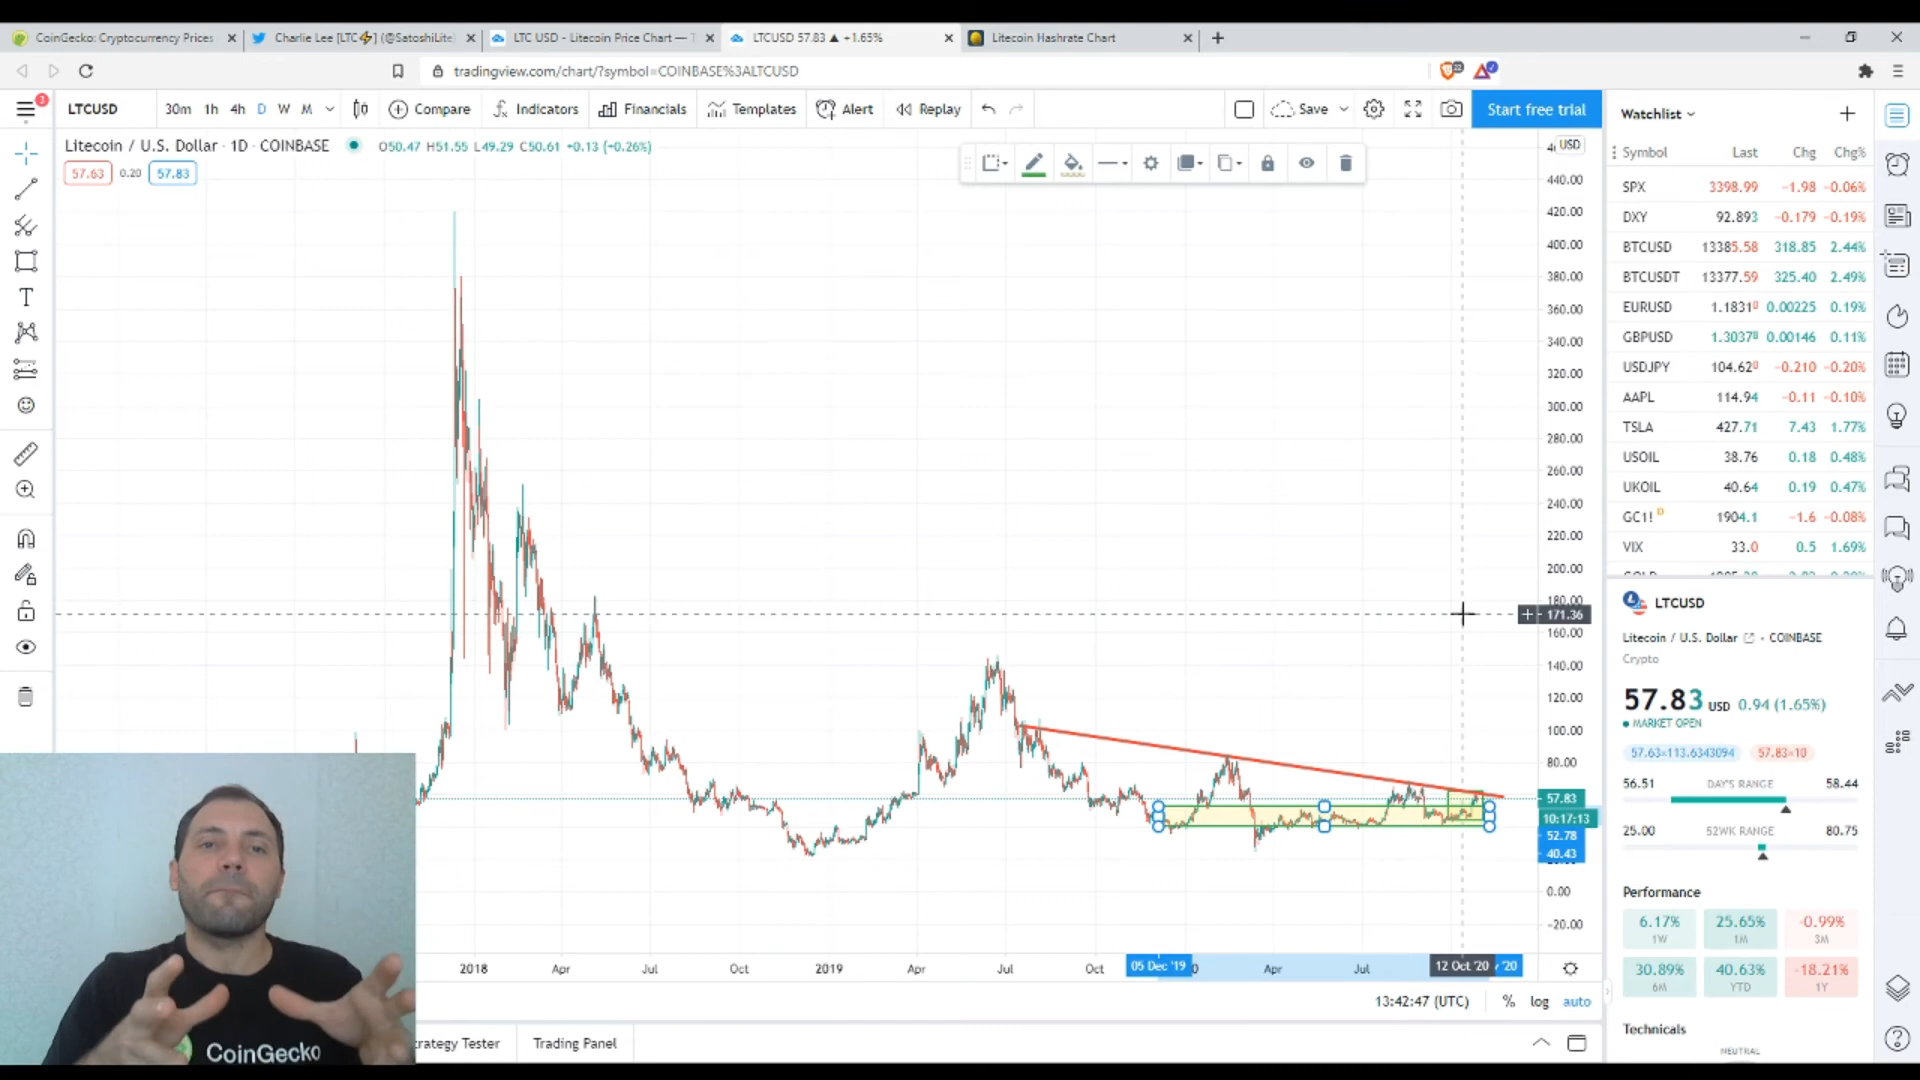 CoinGecko: Cryptocurrency Prices
Charlie Lee [LTC⚡] (@SatoshiLite)
LTC USD - Litecoin Price Chart — T
LTCUSD 57.83 ▲ +1.65%
Litecoin Hashrate Chart
tradingview.com/chart/?symbol=COINBASE%3ALTCUSD
LTCUSD 30m 1h 4h D W M Compare Indicators Financials Templates Alert Replay Save Start free trial
Litecoin / U.S. Dollar · 1D · COINBASE O50.47 H51.55 L49.29 C50.61 +0.13 (+0.26%)
57.63 0.20 57.83
USD
440.00
420.00
400.00
380.00
360.00
340.00
320.00
300.00
280.00
260.00
240.00
220.00
200.00
180.00
171.36
160.00
140.00
120.00
100.00
80.00
57.83
10:17:13
52.78
40.43
0.00
-20.00
2018 Apr Jul Oct 2019 Apr Jul Oct 05 Dec '19 Apr Jul 12 Oct '20
13:42:47 (UTC) % log auto
Strategy Tester Trading Panel
CoinGecko
Watchlist
Symbol Last Chg Chg%
SPX 3398.99 -1.98 -0.06%
DXY 92.893 -0.179 -0.19%
BTCUSD 13385.58 318.85 2.44%
BTCUSDT 13377.59 325.40 2.49%
EURUSD 1.18310 0.00225 0.19%
GBPUSD 1.30378 0.00146 0.11%
USDJPY 104.620 -0.210 -0.20%
AAPL 114.94 -0.11 -0.10%
TSLA 427.71 7.43 1.77%
USOIL 38.76 0.18 0.48%
UKOIL 40.64 0.19 0.47%
GC1! D 1904.1 -1.6 -0.08%
VIX 33.0 0.5 1.69%
LTCUSD
Litecoin / U.S. Dollar · COINBASE
Crypto
57.83 USD 0.94 (1.65%)
MARKET OPEN
57.63×113.6343094 57.83×10
56.51 DAY'S RANGE 58.44
25.00 52WK RANGE 80.75
Performance
6.17% 25.65% -0.99%
1W 1M 3M
30.89% 40.63% -18.21%
6M YTD 1Y
Technicals
NEUTRAL